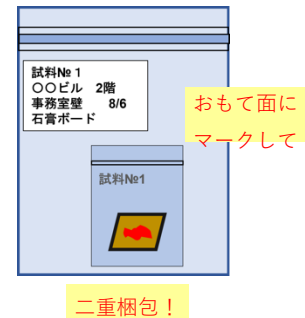 試料№ 1
〇〇ビル　2階
事務室壁　　8/6
石膏ボード
おもて面に
マークして
試料№1
二重梱包！